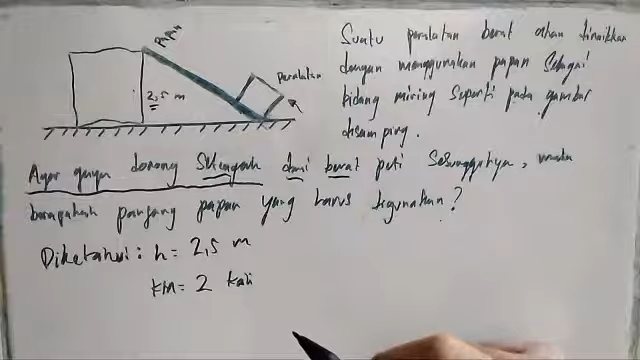 papan
peralatan
2,5 m
Suatu peralatan berat akan dinaikkan
dengan menggunakan papan sebagai
bidang miring seperti pada gambar
disamping.
Agar gaya dorong setengah dari berat peti sesungguhnya, maka
berapakah panjang papan yang harus digunakan?
Diketahui: h = 2,5 m
KM = 2 kali